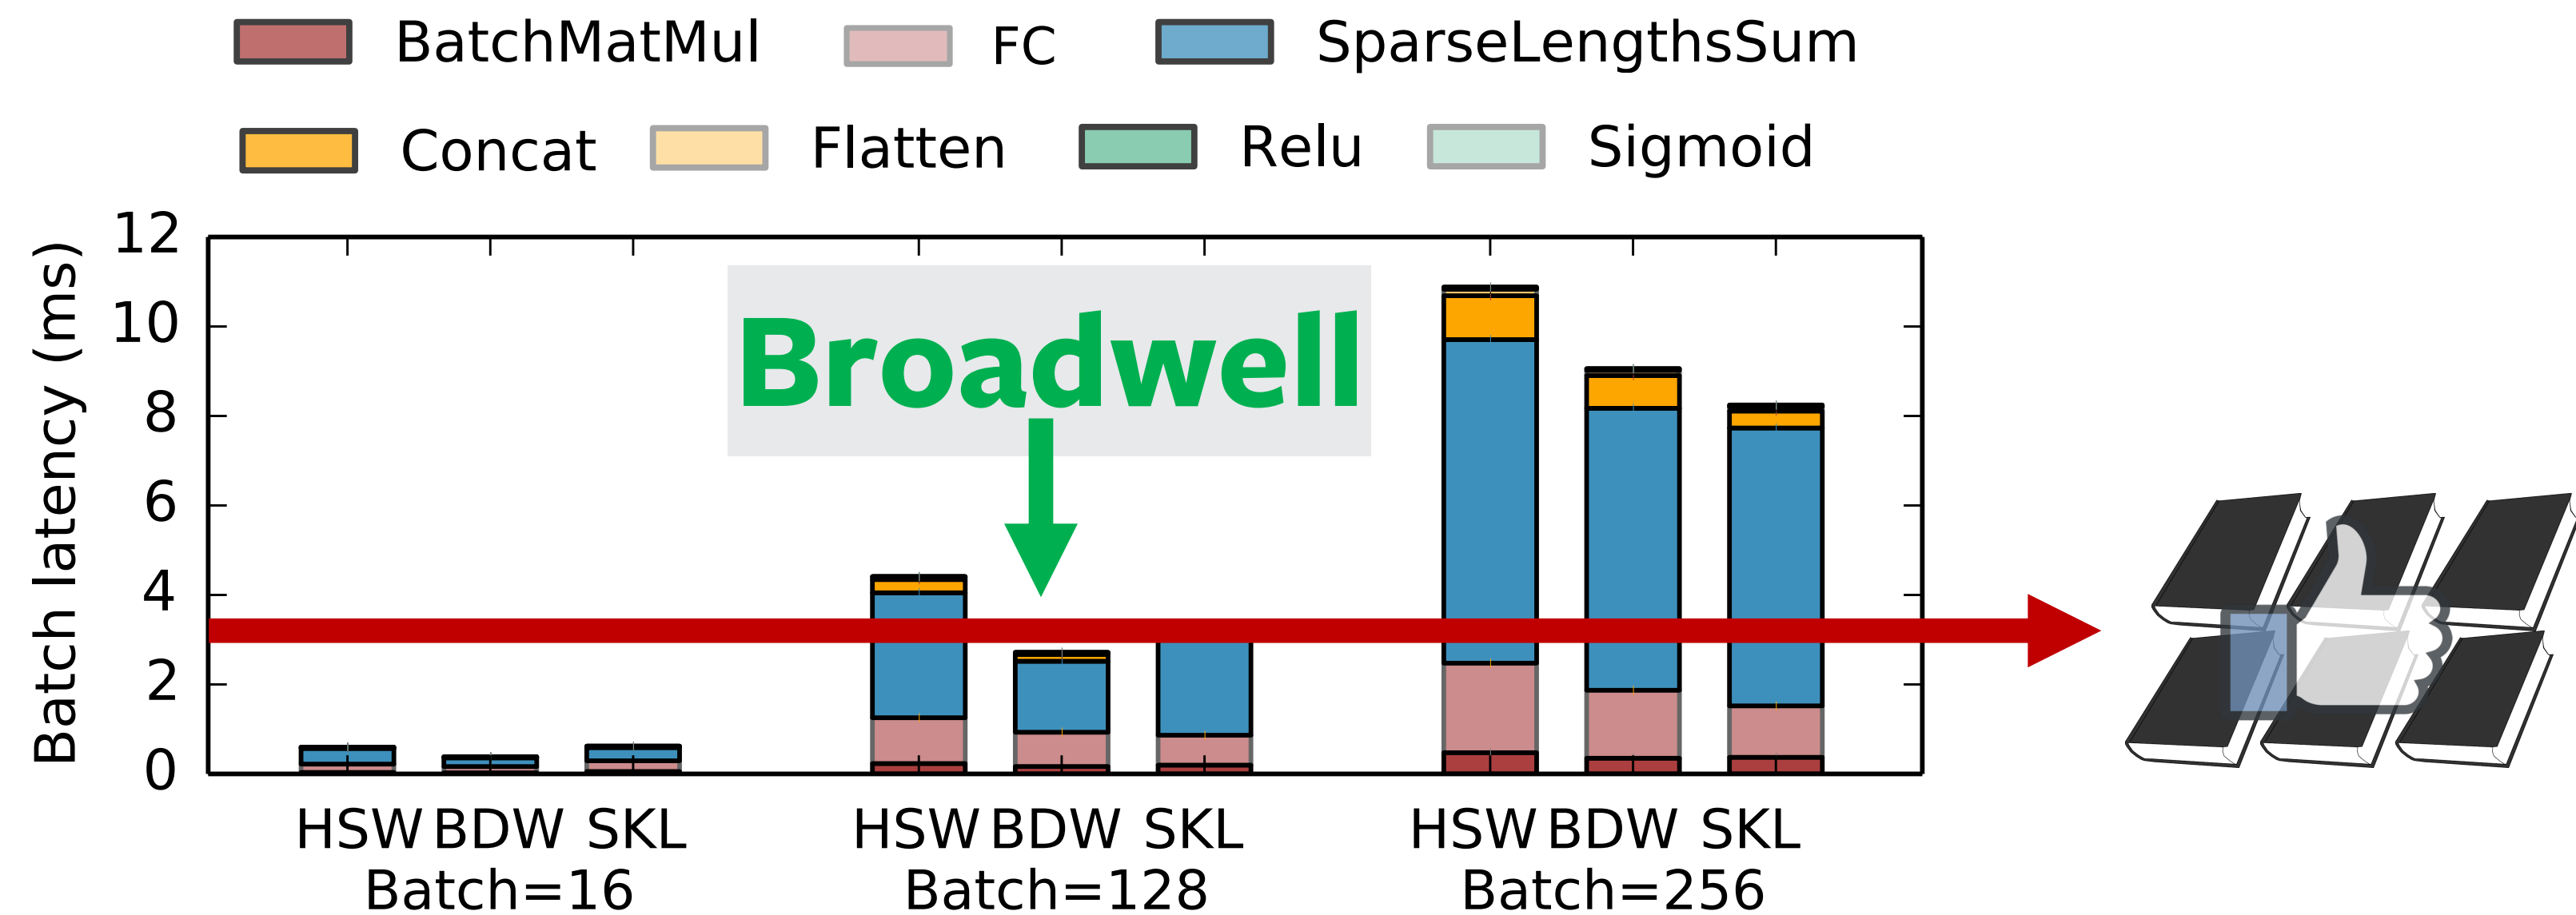 BatchMatMul FC SparseLengthsSum
Concat Flatten Relu Sigmoid
12
10
8
6
4
2
0
Batch latency (ms)
Broadwell
HSW BDW SKL HSW BDW SKL HSW BDW SKL
Batch=16 Batch=128 Batch=256